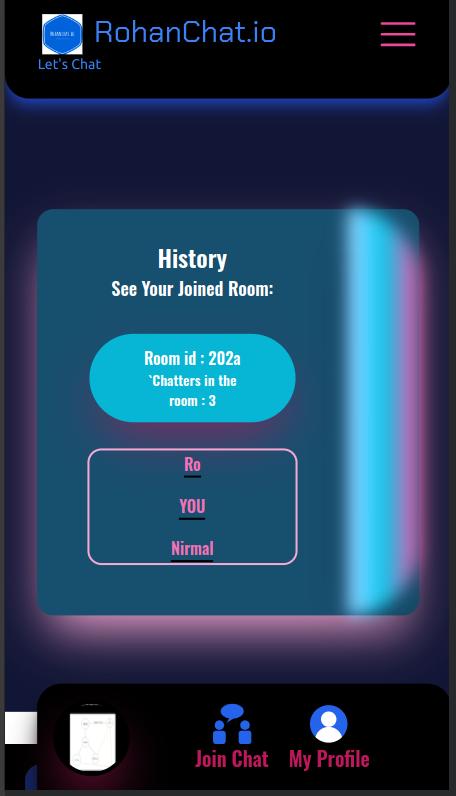 RohanChat.io
Let's Chat
History
See Your Joined Room:
Room id : 202a
`Chatters in the
room : 3
Ro
YOU
Nirmal
Join Chat
My Profile